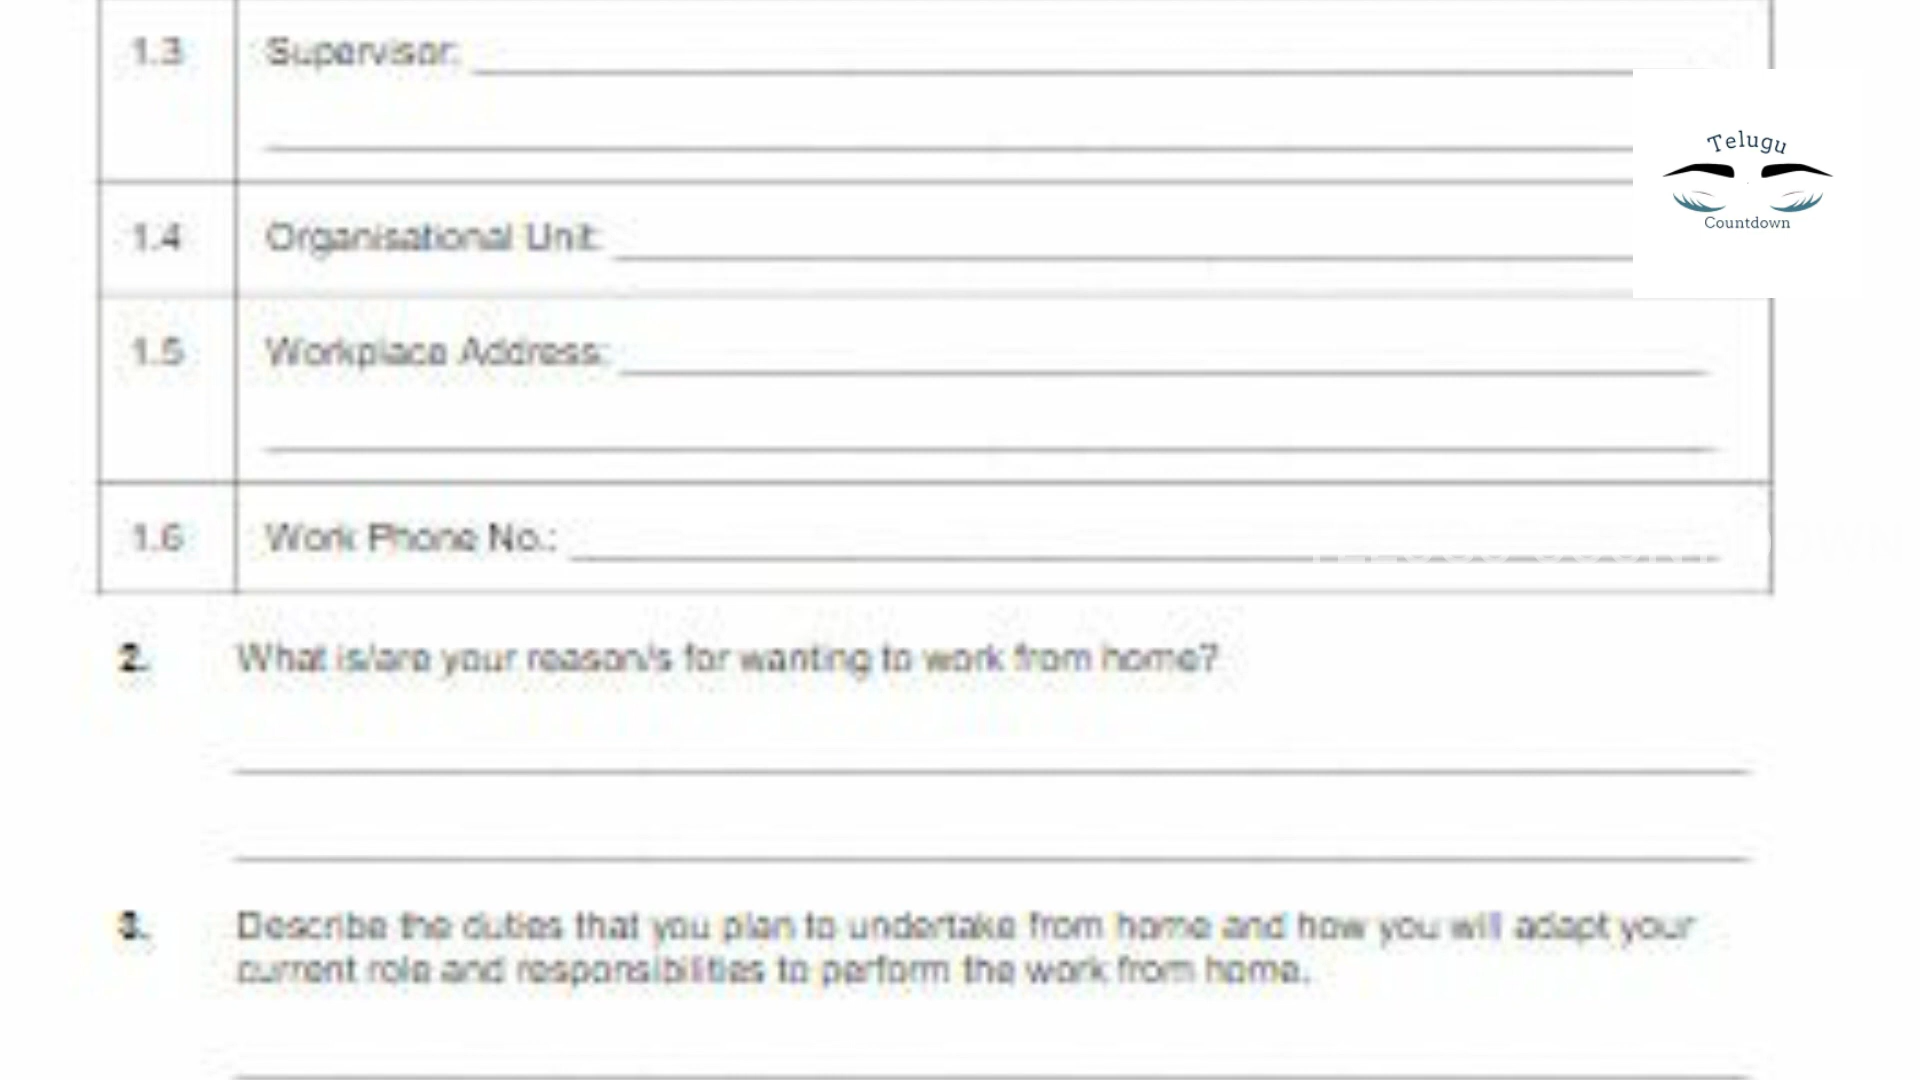 1.3 Supervisor:
Telugu
Countdown
1.4 Organisational Unit:
1.5 Workplace Address:
1.6 Work Phone No.:
2. What is/are your reason/s for wanting to work from home?
3. Describe the duties that you plan to undertake from home and how you will adapt your
current role and responsibilities to perform the work from home.